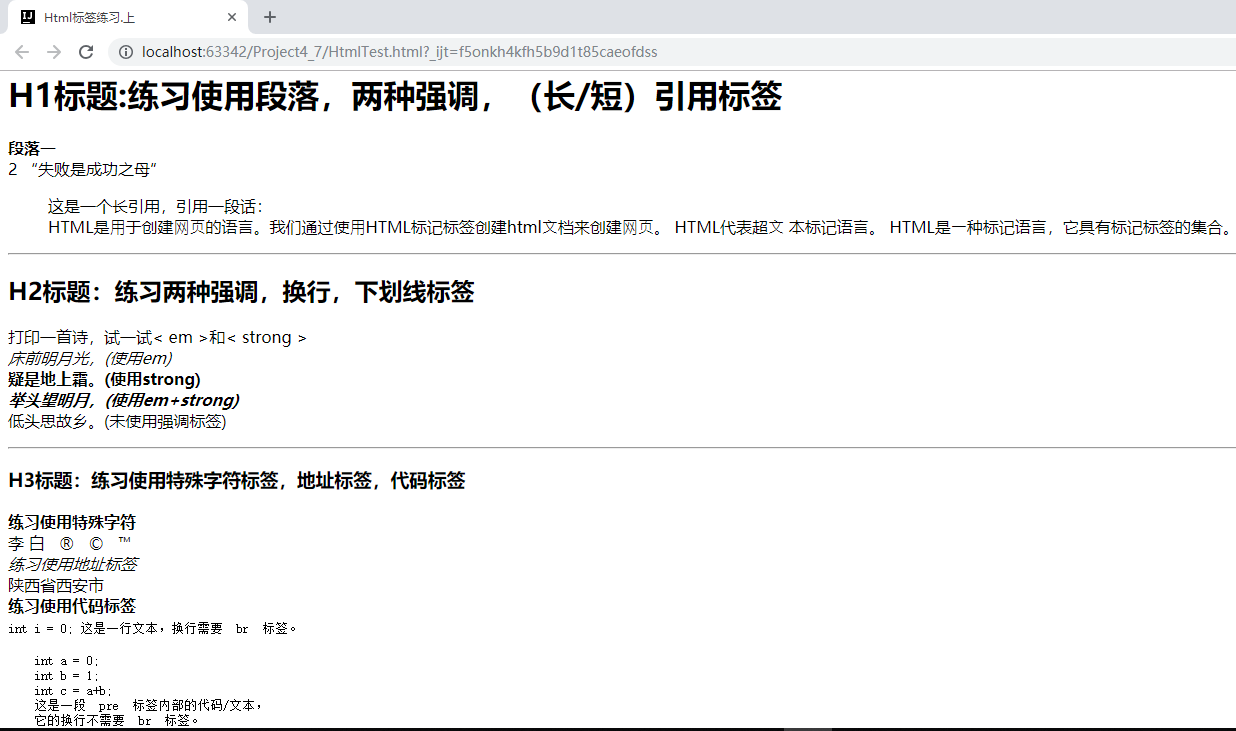 Html标签练习.上
localhost:63342/Project4_7/HtmlTest.html?_ijt=f5onkh4kfh5b9d1t85caeofdss
H1标题:练习使用段落，两种强调，（长/短）引用标签
段落一
2 “失败是成功之母”
这是一个长引用，引用一段话：
HTML是用于创建网页的语言。我们通过使用HTML标记标签创建html文档来创建网页。 HTML代表超文 本标记语言。 HTML是一种标记语言，它具有标记标签的集合。
H2标题：练习两种强调，换行，下划线标签
打印一首诗，试一试< em >和< strong >
床前明月光，(使用em)
疑是地上霜。(使用strong)
举头望明月，(使用em+strong)
低头思故乡。(未使用强调标签)
H3标题：练习使用特殊字符标签，地址标签，代码标签
练习使用特殊字符
李 白 ® © ™
练习使用地址标签
陕西省西安市
练习使用代码标签
int i = 0; 这是一行文本，换行需要 br 标签。
int a = 0;
int b = 1;
int c = a+b;
这是一段 pre 标签内部的代码/文本，
它的换行不需要 br 标签。